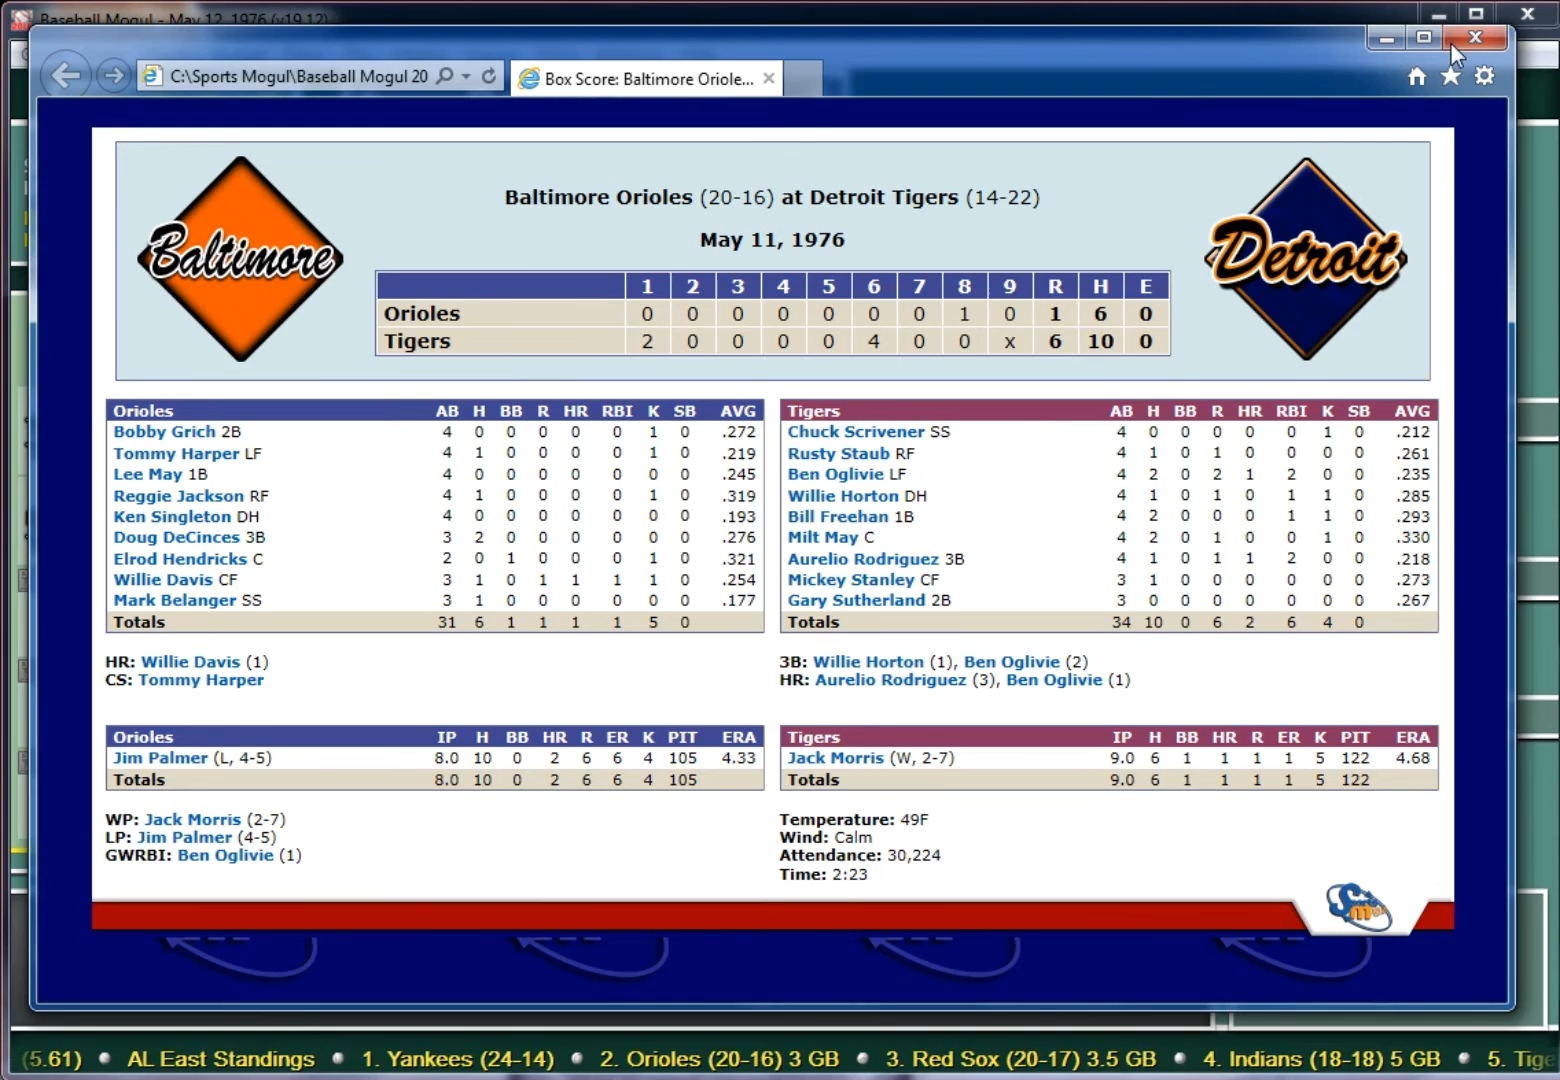 Baseball Mogul - May 12, 1976 (v19.12)
C:\Sports Mogul\Baseball Mogul 20
Box Score: Baltimore Oriole...
Baltimore
Baltimore Orioles (20-16) at Detroit Tigers (14-22)
May 11, 1976
Detroit
1 2 3 4 5 6 7 8 9 R H E
Orioles 0 0 0 0 0 0 0 1 0 1 6 0
Tigers 2 0 0 0 0 4 0 0 x 6 10 0
Orioles AB H BB R HR RBI K SB AVG
Bobby Grich 2B 4 0 0 0 0 0 1 0 .272
Tommy Harper LF 4 1 0 0 0 0 1 0 .219
Lee May 1B 4 0 0 0 0 0 0 0 .245
Reggie Jackson RF 4 1 0 0 0 0 1 0 .319
Ken Singleton DH 4 0 0 0 0 0 0 0 .193
Doug DeCinces 3B 3 2 0 0 0 0 0 0 .276
Elrod Hendricks C 2 0 1 0 0 0 1 0 .321
Willie Davis CF 3 1 0 1 1 1 1 0 .254
Mark Belanger SS 3 1 0 0 0 0 0 0 .177
Totals 31 6 1 1 1 1 5 0
HR: Willie Davis (1)
CS: Tommy Harper
Tigers AB H BB R HR RBI K SB AVG
Chuck Scrivener SS 4 0 0 0 0 0 1 0 .212
Rusty Staub RF 4 1 0 1 0 0 0 0 .261
Ben Oglivie LF 4 2 0 2 1 2 0 0 .235
Willie Horton DH 4 1 0 1 0 1 1 0 .285
Bill Freehan 1B 4 2 0 0 0 1 1 0 .293
Milt May C 4 2 0 1 0 0 1 0 .330
Aurelio Rodriguez 3B 4 1 0 1 1 2 0 0 .218
Mickey Stanley CF 3 1 0 0 0 0 0 0 .273
Gary Sutherland 2B 3 0 0 0 0 0 0 0 .267
Totals 34 10 0 6 2 6 4 0
3B: Willie Horton (1), Ben Oglivie (2)
HR: Aurelio Rodriguez (3), Ben Oglivie (1)
Orioles IP H BB HR R ER K PIT ERA
Jim Palmer (L, 4-5) 8.0 10 0 2 6 6 4 105 4.33
Totals 8.0 10 0 2 6 6 4 105
WP: Jack Morris (2-7)
LP: Jim Palmer (4-5)
GWRBI: Ben Oglivie (1)
Tigers IP H BB HR R ER K PIT ERA
Jack Morris (W, 2-7) 9.0 6 1 1 1 1 5 122 4.68
Totals 9.0 6 1 1 1 1 5 122
Temperature: 49F
Wind: Calm
Attendance: 30,224
Time: 2:23
(5.61) AL East Standings 1. Yankees (24-14) 2. Orioles (20-16) 3 GB 3. Red Sox (20-17) 3.5 GB 4. Indians (18-18) 5 GB 5. Tige